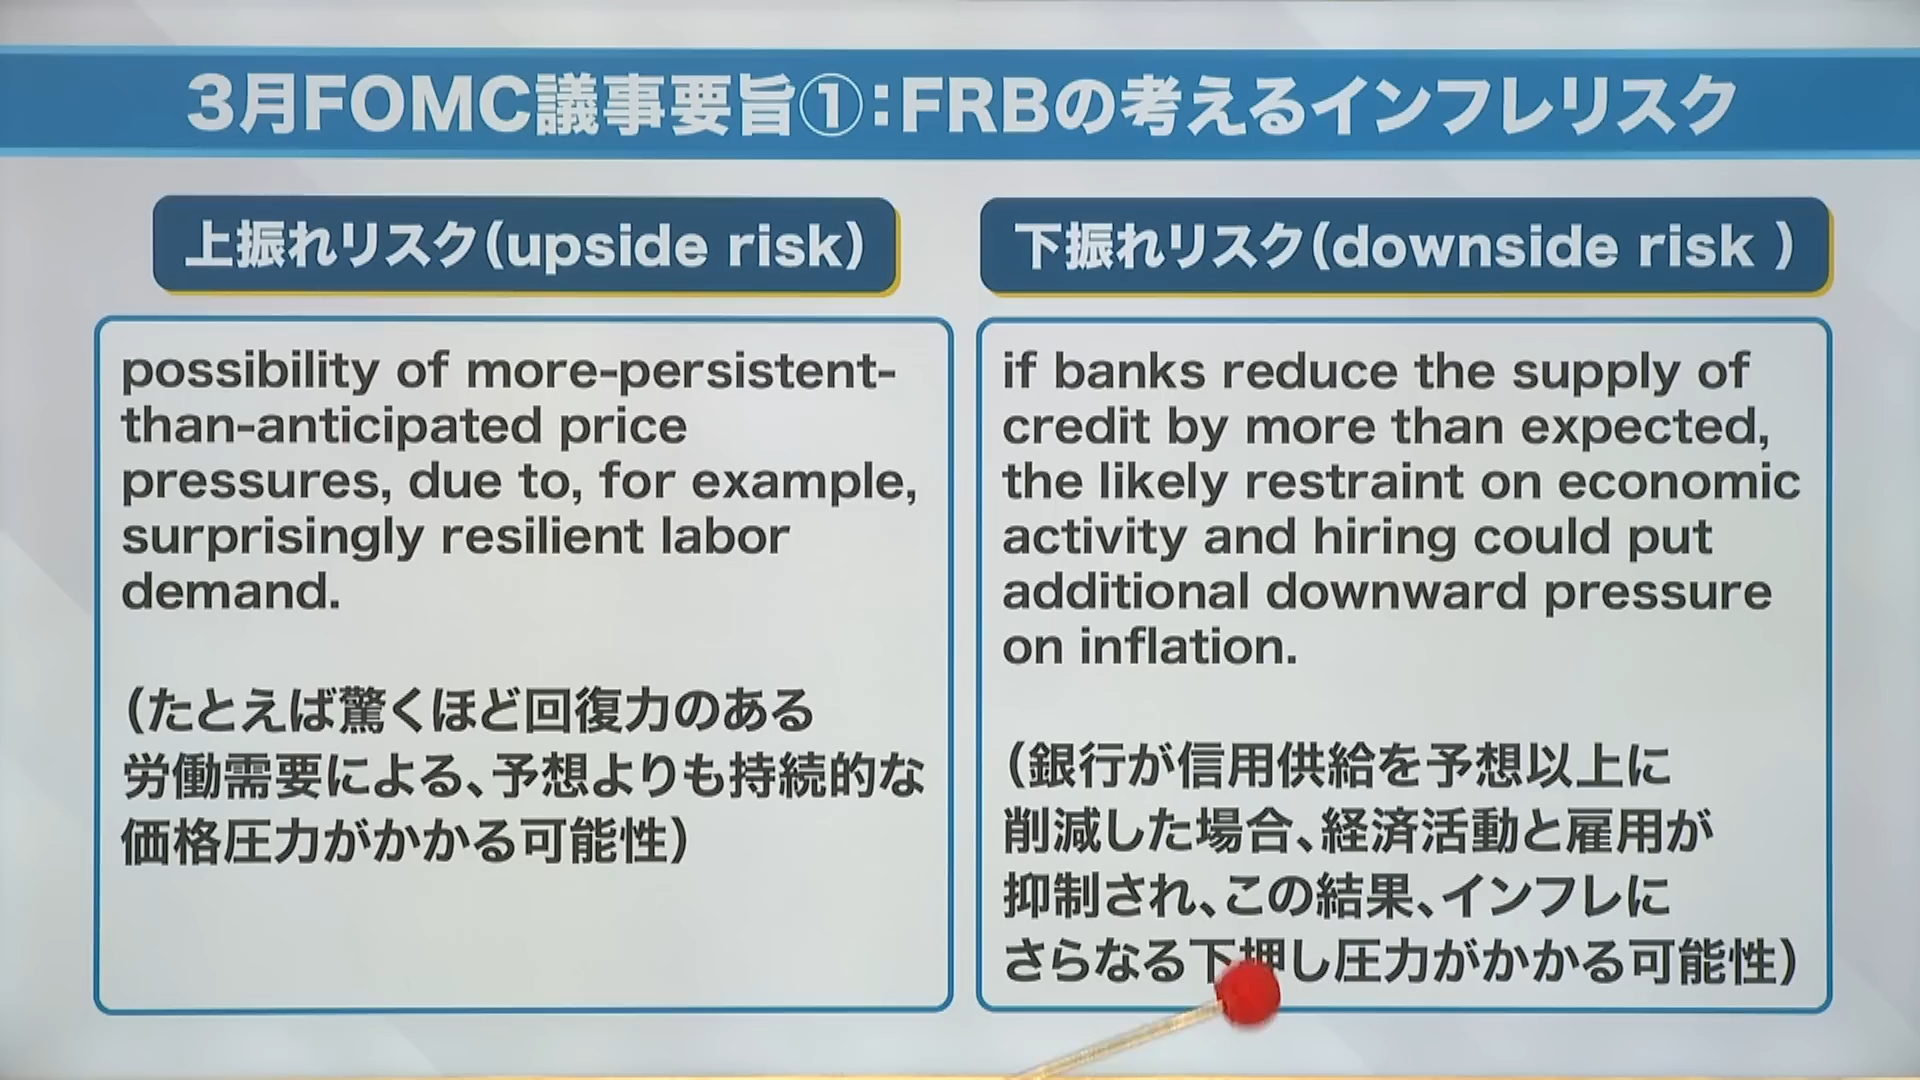 3月FOMC議事要旨①：FRBの考えるインフレリスク
上振れリスク（upside risk）
possibility of more-persistent-
than-anticipated price
pressures, due to, for example,
surprisingly resilient labor
demand.
（たとえば驚くほど回復力のある
労働需要による、予想よりも持続的な
価格圧力がかかる可能性）
下振れリスク（downside risk ）
if banks reduce the supply of
credit by more than expected,
the likely restraint on economic
activity and hiring could put
additional downward pressure
on inflation.
（銀行が信用供給を予想以上に
削減した場合、経済活動と雇用が
抑制され、この結果、インフレに
さらなる下押し圧力がかかる可能性）